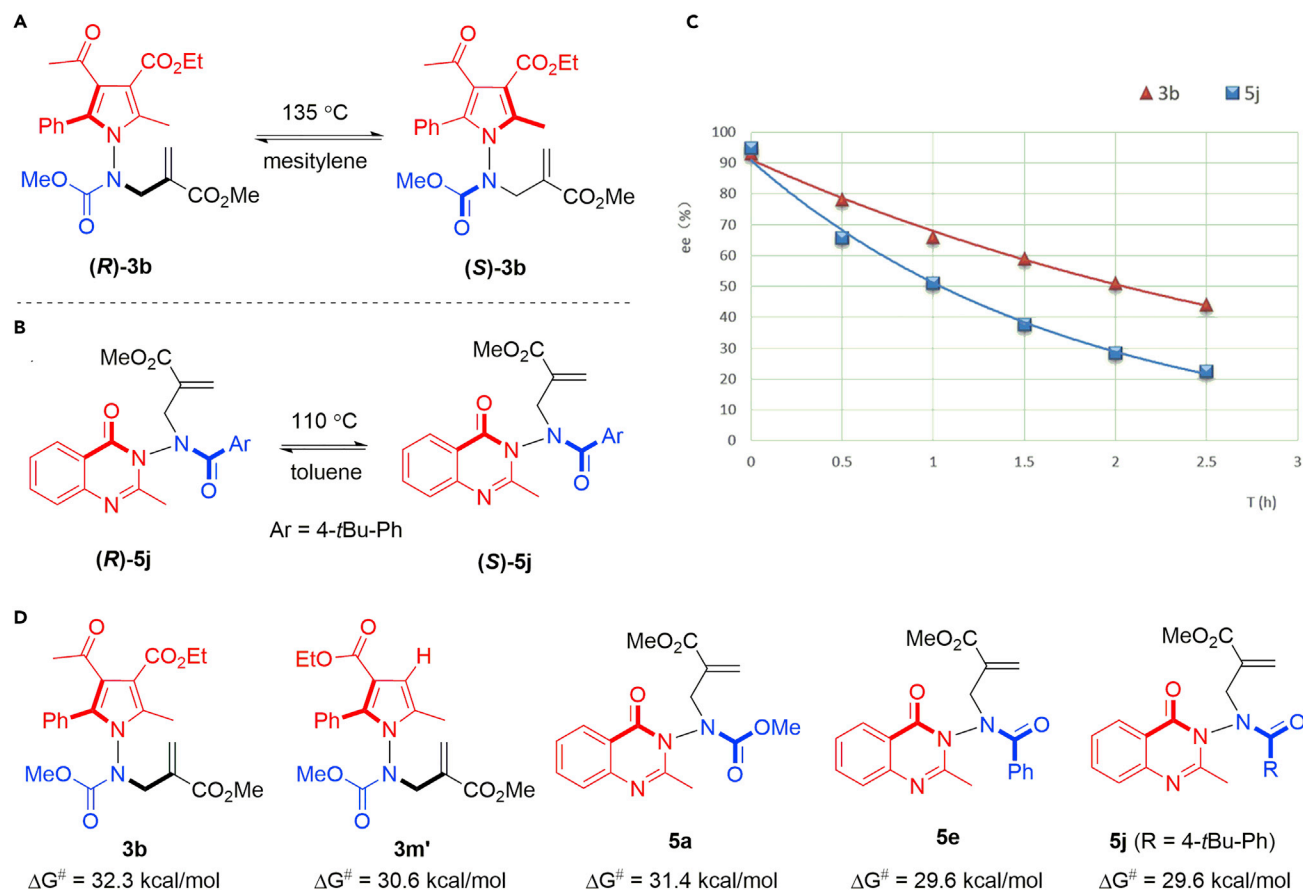 A
O
CO2Et
Ph
N
MeO
N
O
CO2Me
(R)-3b
135 °C
mesitylene
O
CO2Et
Ph
N
MeO
N
O
CO2Me
(S)-3b
B
MeO2C
O
N
N
Ar
O
N
(R)-5j
110 °C
toluene
Ar = 4-tBu-Ph
MeO2C
O
N
N
Ar
O
N
(S)-5j
C
3b
5j
100
90
80
70
60
50
40
30
20
10
0
ee (%)
0
0.5
1
1.5
2
2.5
3
T (h)
D
O
CO2Et
Ph
N
MeO
N
O
CO2Me
3b
ΔG# = 32.3 kcal/mol
O
EtO
H
Ph
N
MeO
N
O
CO2Me
3m'
ΔG# = 30.6 kcal/mol
MeO2C
O
N
N
OMe
O
N
5a
ΔG# = 31.4 kcal/mol
MeO2C
O
N
N
O
Ph
N
5e
ΔG# = 29.6 kcal/mol
MeO2C
O
N
N
O
R
N
5j (R = 4-tBu-Ph)
ΔG# = 29.6 kcal/mol